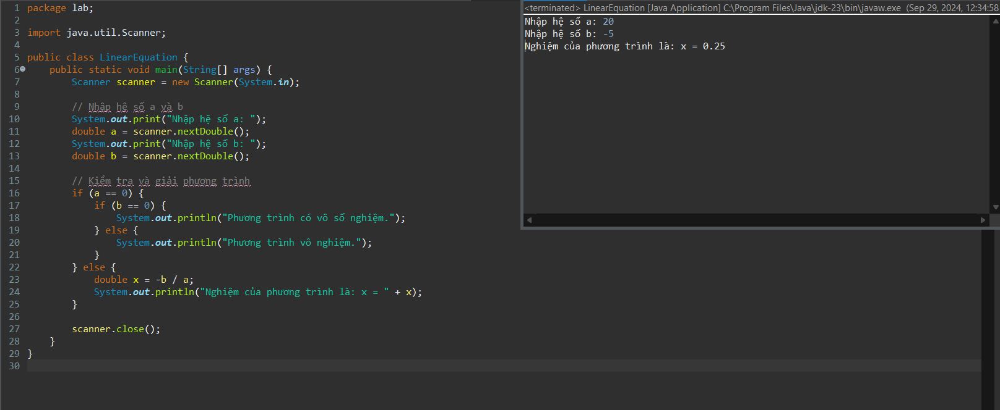 1 package lab;
2
3 import java.util.Scanner;
4
5 public class LinearEquation {
6 public static void main(String[] args) {
7 Scanner scanner = new Scanner(System.in);
8
9 // Nhập hệ số a và b
10 System.out.print("Nhập hệ số a: ");
11 double a = scanner.nextDouble();
12 System.out.print("Nhập hệ số b: ");
13 double b = scanner.nextDouble();
14
15 // Kiểm tra và giải phương trình
16 if (a == 0) {
17 if (b == 0) {
18 System.out.println("Phương trình có vô số nghiệm.");
19 } else {
20 System.out.println("Phương trình vô nghiệm.");
21 }
22 } else {
23 double x = -b / a;
24 System.out.println("Nghiệm của phương trình là: x = " + x);
25 }
26
27 scanner.close();
28 }
29 }
30
<terminated> LinearEquation [Java Application] C:\Program Files\Java\jdk-23\bin\javaw.exe (Sep 29, 2024, 12:34:58
Nhập hệ số a: 20
Nhập hệ số b: -5
Nghiệm của phương trình là: x = 0.25